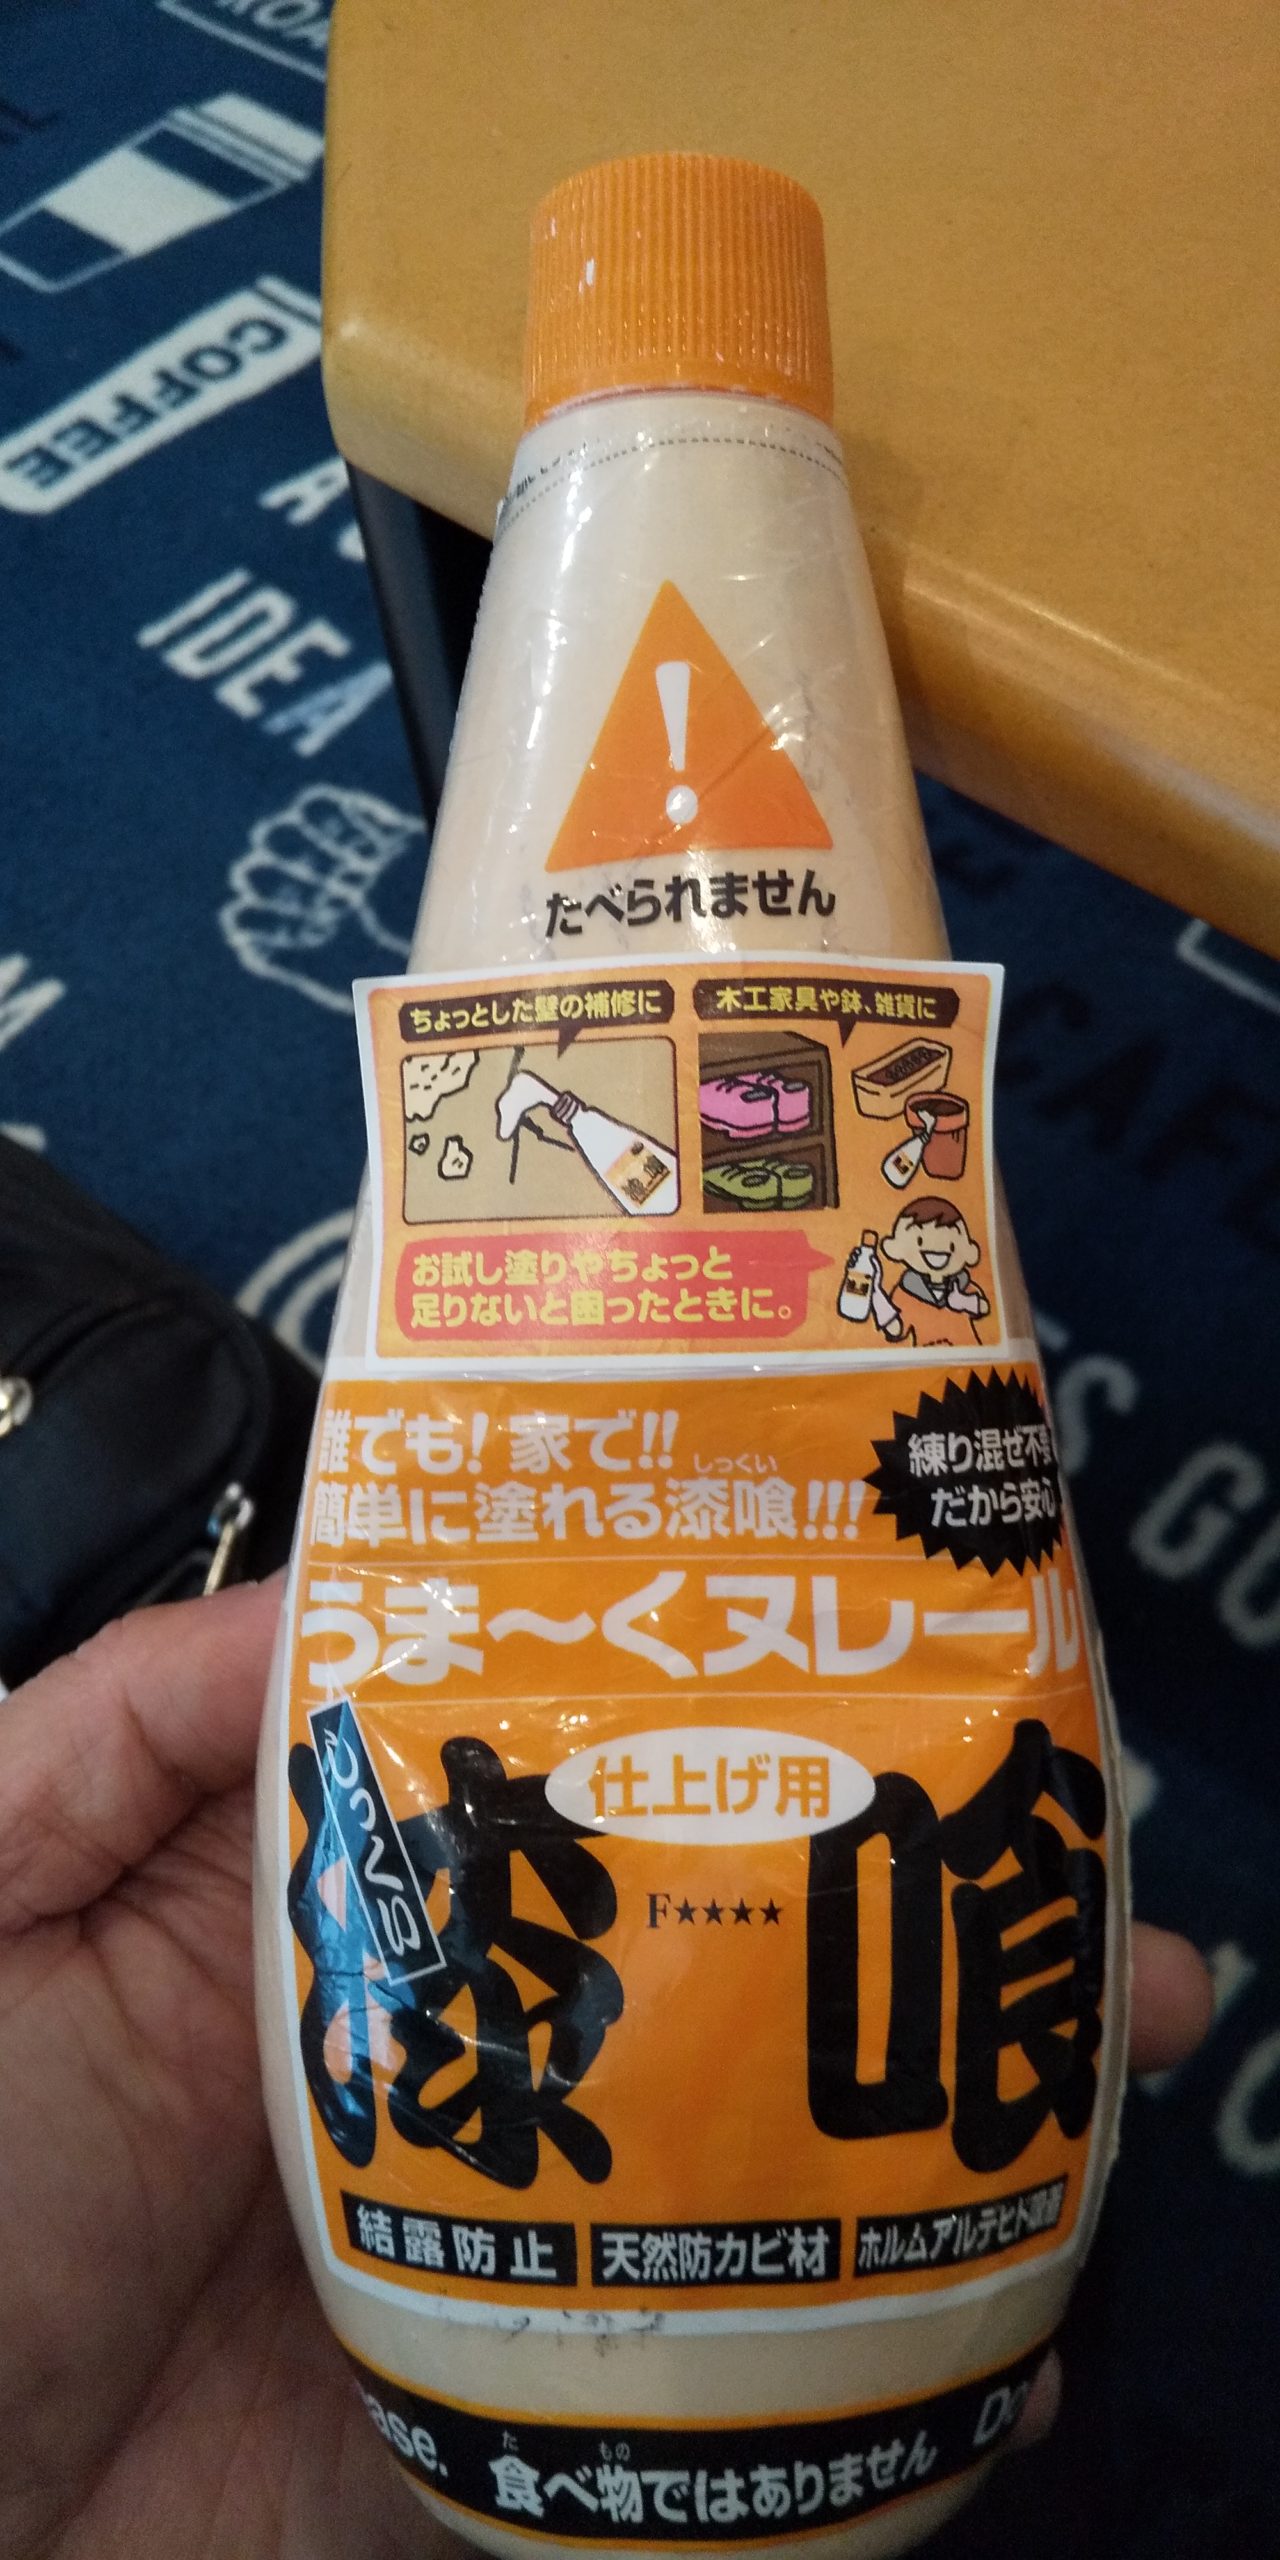 COFFEE
IDEA
たべられません
ちょっとした壁の補修に
木工家具や鉢、雑貨に
お試し塗りやちょっと
足りないと困ったときに。
誰でも!家で!!
しっくい
簡単に塗れる漆喰!!!
練り混ぜ不要
だから安心
うま〜くヌレール
仕上げ用
しっくい
漆喰
F★★★★
結露防止
天然防カビ材
ホルムアルデヒド吸着
ase.
た もの
食べ物ではありません
Do